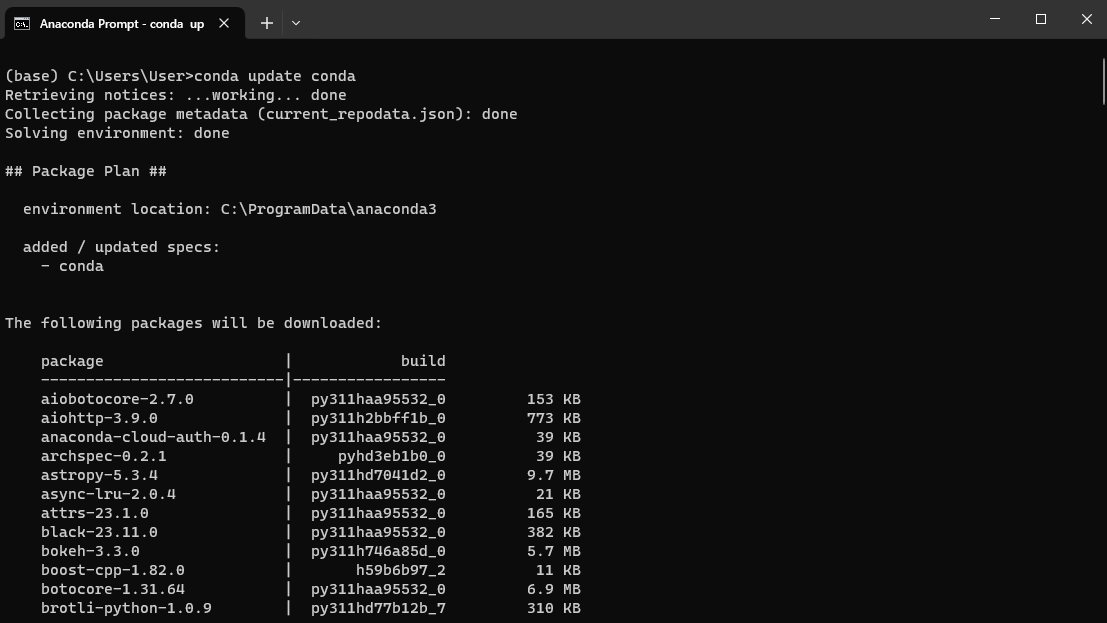 Anaconda Prompt - conda up
(base) C:\Users\User>conda update conda
Retrieving notices: ...working... done
Collecting package metadata (current_repodata.json): done
Solving environment: done
## Package Plan ##
environment location: C:\ProgramData\anaconda3
added / updated specs:
- conda
The following packages will be downloaded:
package | build
---------------------------|-----------------
aiobotocore-2.7.0 | py311haa95532_0 153 KB
aiohttp-3.9.0 | py311h2bbff1b_0 773 KB
anaconda-cloud-auth-0.1.4 | py311haa95532_0 39 KB
archspec-0.2.1 | pyhd3eb1b0_0 39 KB
astropy-5.3.4 | py311hd7041d2_0 9.7 MB
async-lru-2.0.4 | py311haa95532_0 21 KB
attrs-23.1.0 | py311haa95532_0 165 KB
black-23.11.0 | py311haa95532_0 382 KB
bokeh-3.3.0 | py311h746a85d_0 5.7 MB
boost-cpp-1.82.0 | h59b6b97_2 11 KB
botocore-1.31.64 | py311haa95532_0 6.9 MB
brotli-python-1.0.9 | py311hd77b12b_7 310 KB